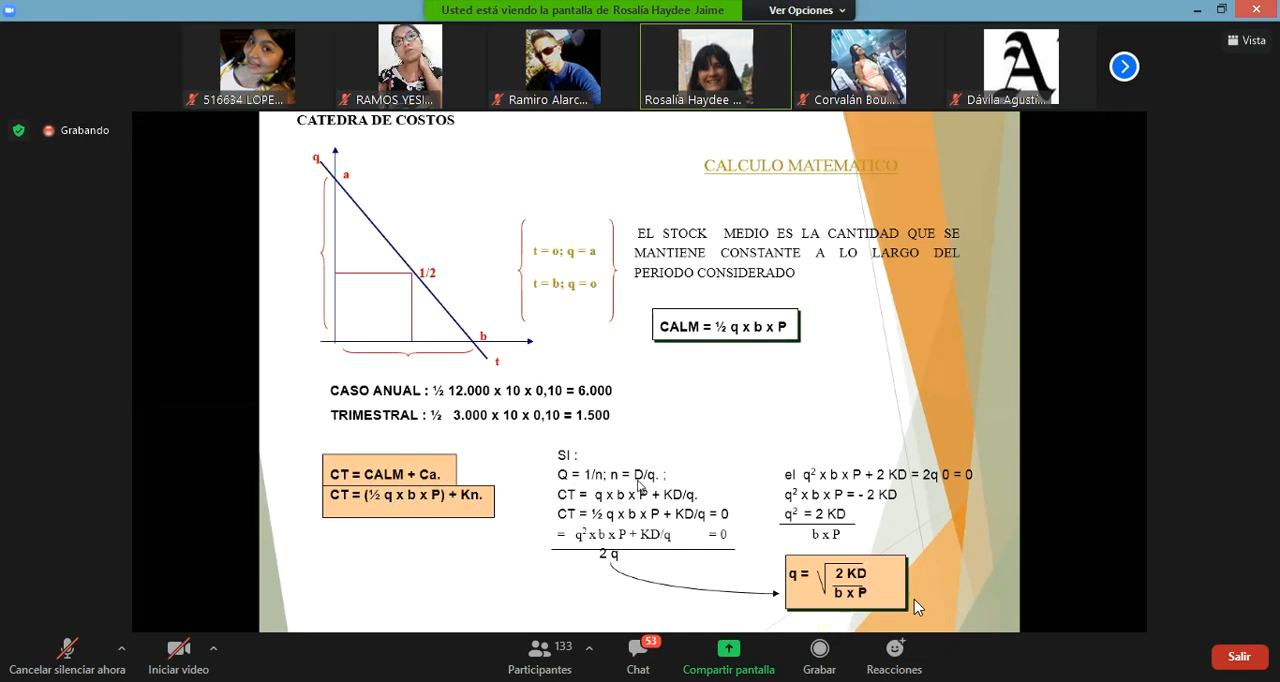 Usted está viendo la pantalla de Rosalía Haydee Jaime
Ver Opciones
Vista
516634 LOPE...
RAMOS YESI...
Ramiro Alarc...
Rosalía Haydee ...
Corvalán Bou...
A
Dávila Agusti...
Grabando
CATEDRA DE COSTOS
CALCULO MATEMATICO
q
a
1/2
b
t
t = o; q = a
t = b; q = o
EL STOCK MEDIO ES LA CANTIDAD QUE SE
MANTIENE CONSTANTE A LO LARGO DEL
PERIODO CONSIDERADO
CALM = ½ q x b x P
CASO ANUAL : ½ 12.000 x 10 x 0,10 = 6.000
TRIMESTRAL : ½ 3.000 x 10 x 0,10 = 1.500
CT = CALM + Ca.
CT = (½ q x b x P) + Kn.
SI :
Q = 1/n; n = D/q. ;
CT = q x b x P + KD/q.
CT = ½ q x b x P + KD/q = 0
= q² x b x P + KD/q = 0
2 q
el q² x b x P + 2 KD = 2q 0 = 0
q² x b x P = - 2 KD
q² = 2 KD
b x P
q = √ 2 KD
b x P
Cancelar silenciar ahora
Iniciar video
133
Participantes
53
Chat
Compartir pantalla
Grabar
Reacciones
Salir